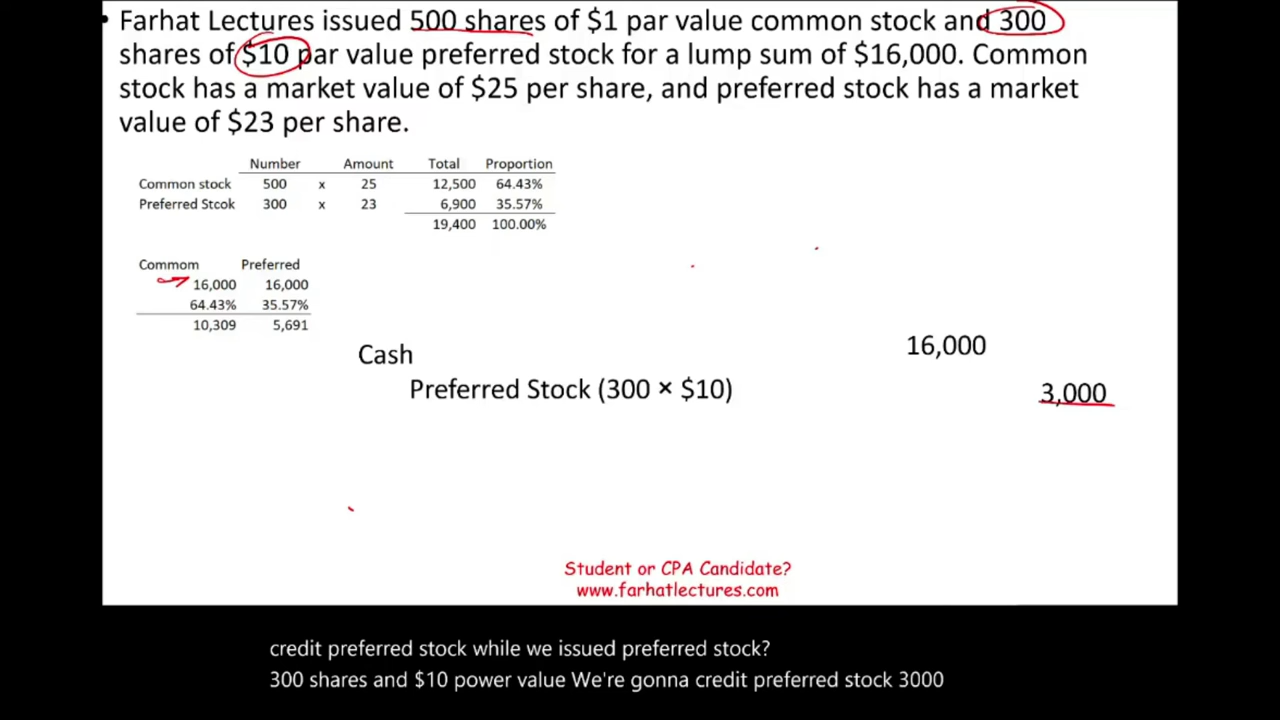 • Farhat Lectures issued 500 shares of $1 par value common stock and 300
shares of $10 par value preferred stock for a lump sum of $16,000. Common
stock has a market value of $25 per share, and preferred stock has a market
value of $23 per share.
Number Amount Total Proportion
Common stock 500 x 25 12,500 64.43%
Preferred Stcok 300 x 23 6,900 35.57%
19,400 100.00%
Commom Preferred
16,000 16,000
64.43% 35.57%
10,309 5,691
Cash 16,000
Preferred Stock (300 × $10) 3,000
Student or CPA Candidate?
www.farhatlectures.com
credit preferred stock while we issued preferred stock?
300 shares and $10 power value We're gonna credit preferred stock 3000